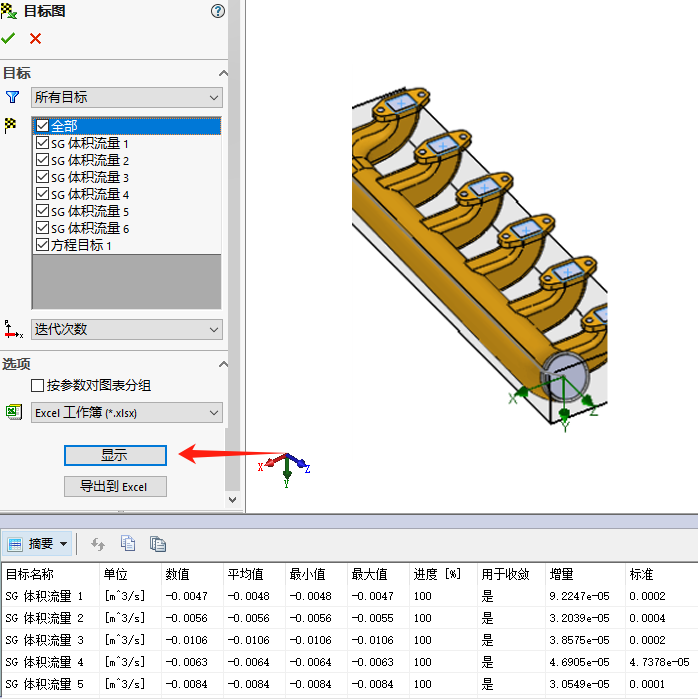 目标图
目标
所有目标
全部
SG 体积流量 1
SG 体积流量 2
SG 体积流量 3
SG 体积流量 4
SG 体积流量 5
SG 体积流量 6
方程目标 1
迭代次数
选项
按参数对图表分组
Excel 工作簿 (*.xlsx)
显示
导出到 Excel
X Y Z
X Y Z
摘要
目标名称 单位 数值 平均值 最小值 最大值 进度 [%] 用于收敛 增量 标准
SG 体积流量 1 [m^3/s] -0.0047 -0.0048 -0.0048 -0.0047 100 是 9.2247e-05 0.0002
SG 体积流量 2 [m^3/s] -0.0056 -0.0056 -0.0056 -0.0055 100 是 3.2039e-05 0.0004
SG 体积流量 3 [m^3/s] -0.0106 -0.0106 -0.0106 -0.0106 100 是 3.8575e-05 0.0002
SG 体积流量 4 [m^3/s] -0.0063 -0.0064 -0.0064 -0.0063 100 是 4.6905e-05 4.7378e-05
SG 体积流量 5 [m^3/s] -0.0084 -0.0084 -0.0084 -0.0084 100 是 3.0549e-05 0.0001